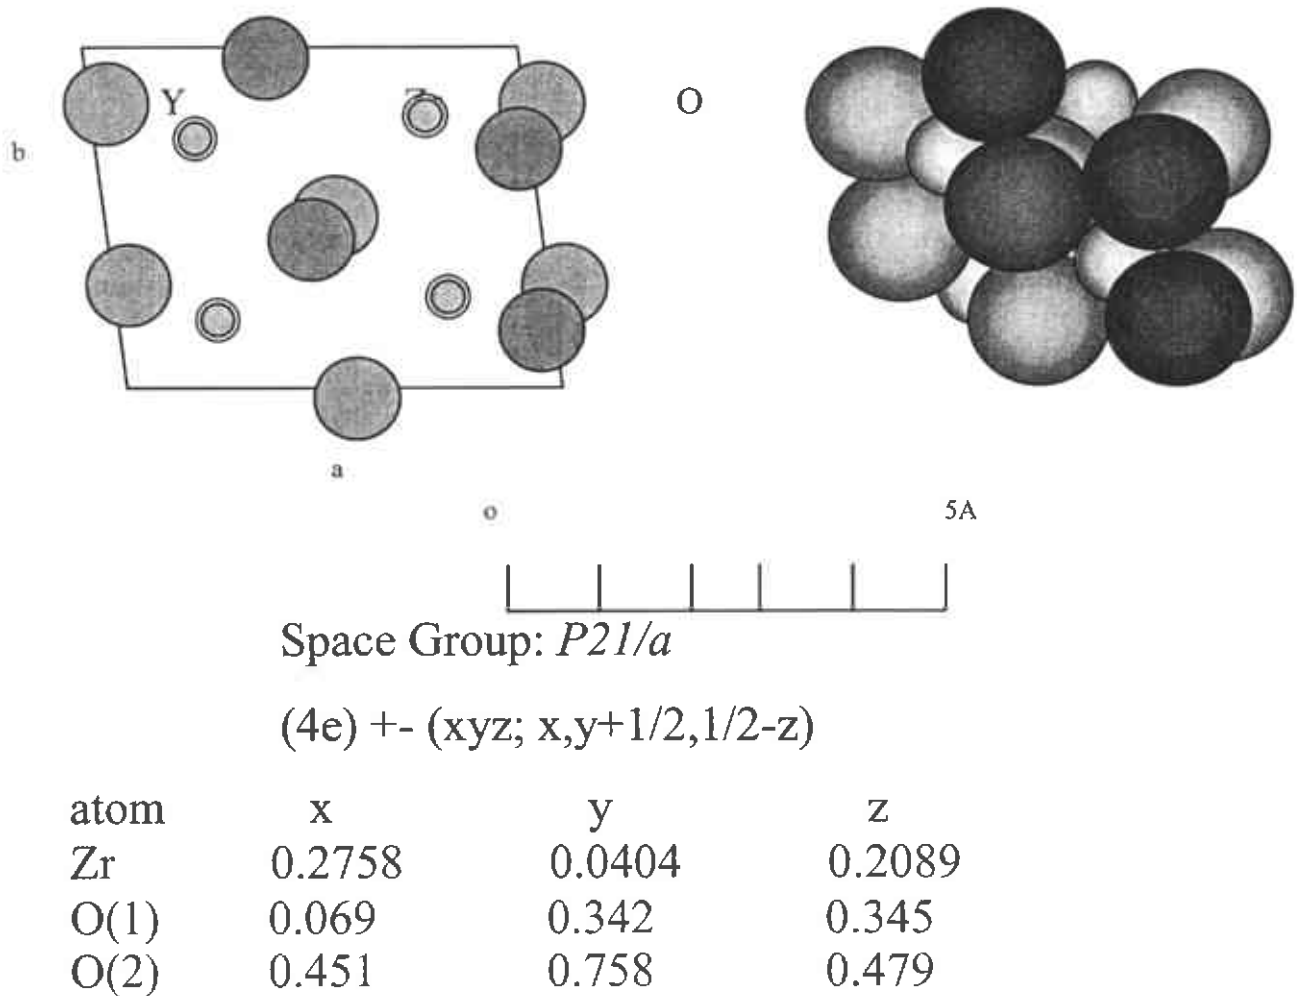 Y
O
b
a
o 5A
Space Group: P21/a
(4e) +- (xyz; x,y+1/2,1/2-z)
atom x y z
Zr 0.2758 0.0404 0.2089
O(1) 0.069 0.342 0.345
O(2) 0.451 0.758 0.479